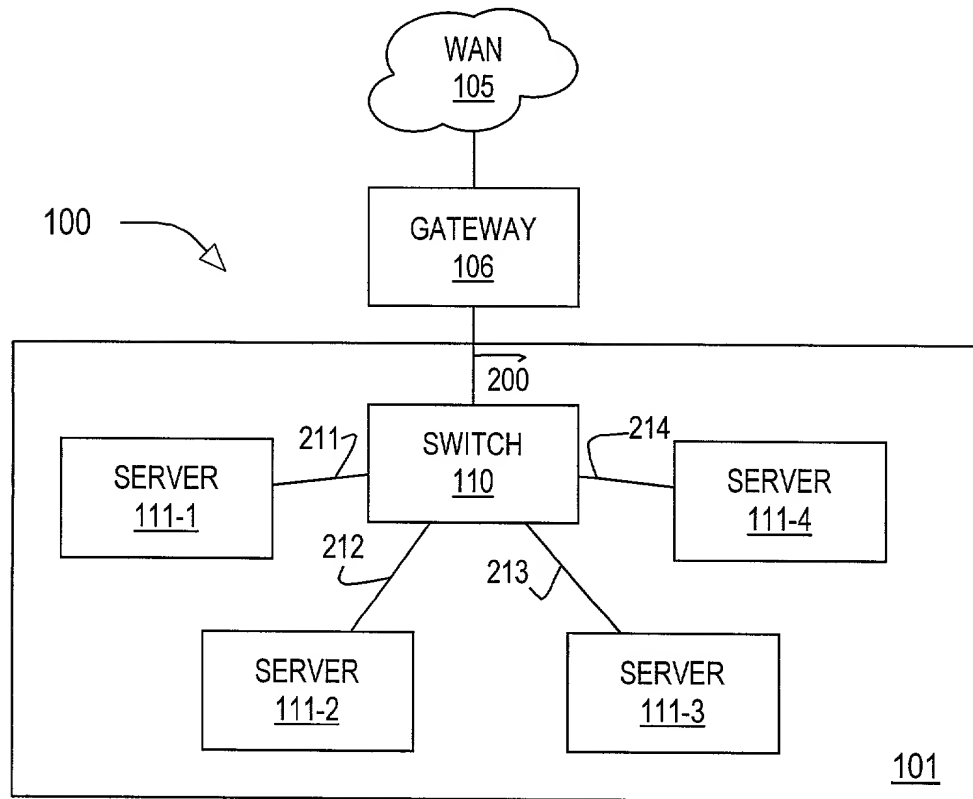 WAN
105
100
GATEWAY
106
200
211
SWITCH
110
214
SERVER
111-1
SERVER
111-4
212
213
SERVER
111-2
SERVER
111-3
101